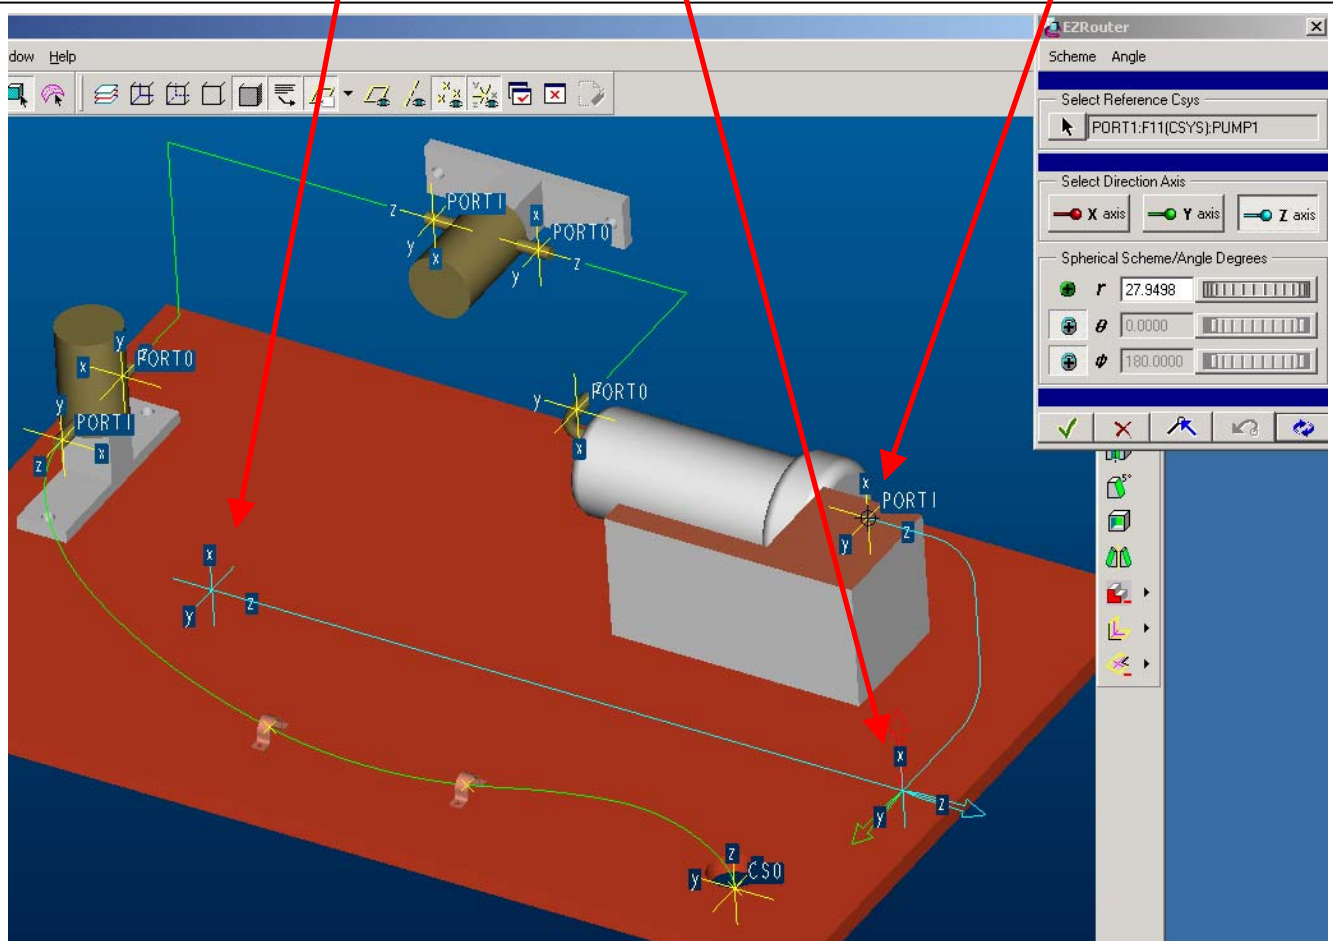 EZRouter
dow Help
Scheme Angle
Select Reference Csys
PORT1:F11(CSYS):PUMP1
Select Direction Axis
X axis Y axis Z axis
Spherical Scheme/Angle Degrees
r 27.9498
θ 0.0000
Φ 180.0000
z PORT1
x
y
x
PORT0
y
z
y
x
z PORT0
y
PORT1
x
z
z PORT0
y
x
x
PORT1
y
z
5°
x
y
z
x
y
z
z
CS0
y